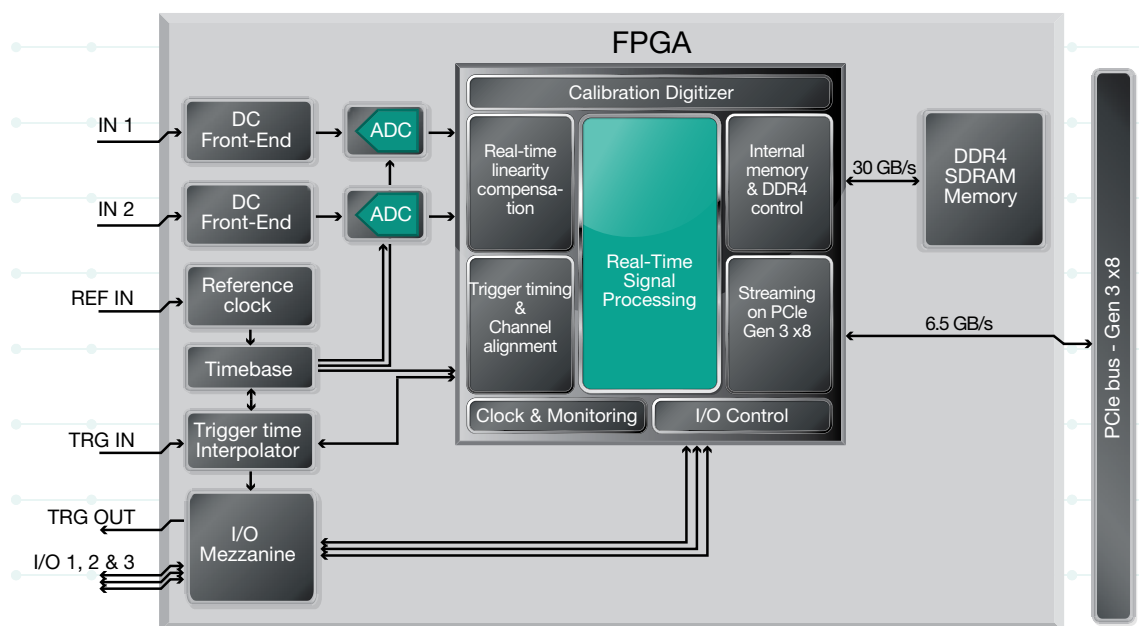 FPGA
Calibration Digitizer
IN 1
DC
Front-End
ADC
Real-time
linearity
compensa-
tion
Internal
memory
& DDR4
control
30 GB/s
DDR4
SDRAM
Memory
IN 2
DC
Front-End
ADC
Real-Time
Signal
Processing
REF IN
Reference
clock
Trigger timing
&
Channel
alignment
Streaming
on PCIe
Gen 3 x8
6.5 GB/s
PCIe bus - Gen 3 x8
Timebase
Clock & Monitoring
I/O Control
TRG IN
Trigger time
Interpolator
TRG OUT
I/O
Mezzanine
I/O 1, 2 & 3